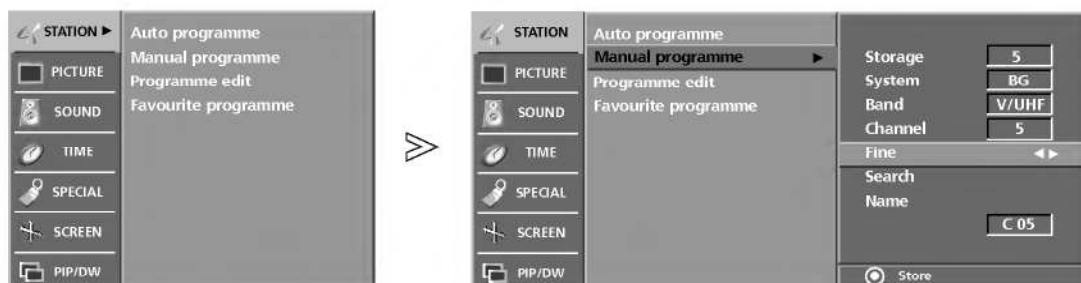 STATION ▶
PICTURE
SOUND
TIME
SPECIAL
SCREEN
PIP/DW
Auto programme
Manual programme
Programme edit
Favourite programme
STATION
PICTURE
SOUND
TIME
SPECIAL
SCREEN
PIP/DW
Auto programme
Manual programme ▶
Programme edit
Favourite programme
Storage 5
System BG
Band V/UHF
Channel 5
Fine ◀ ▶
Search
Name
C 05
Store